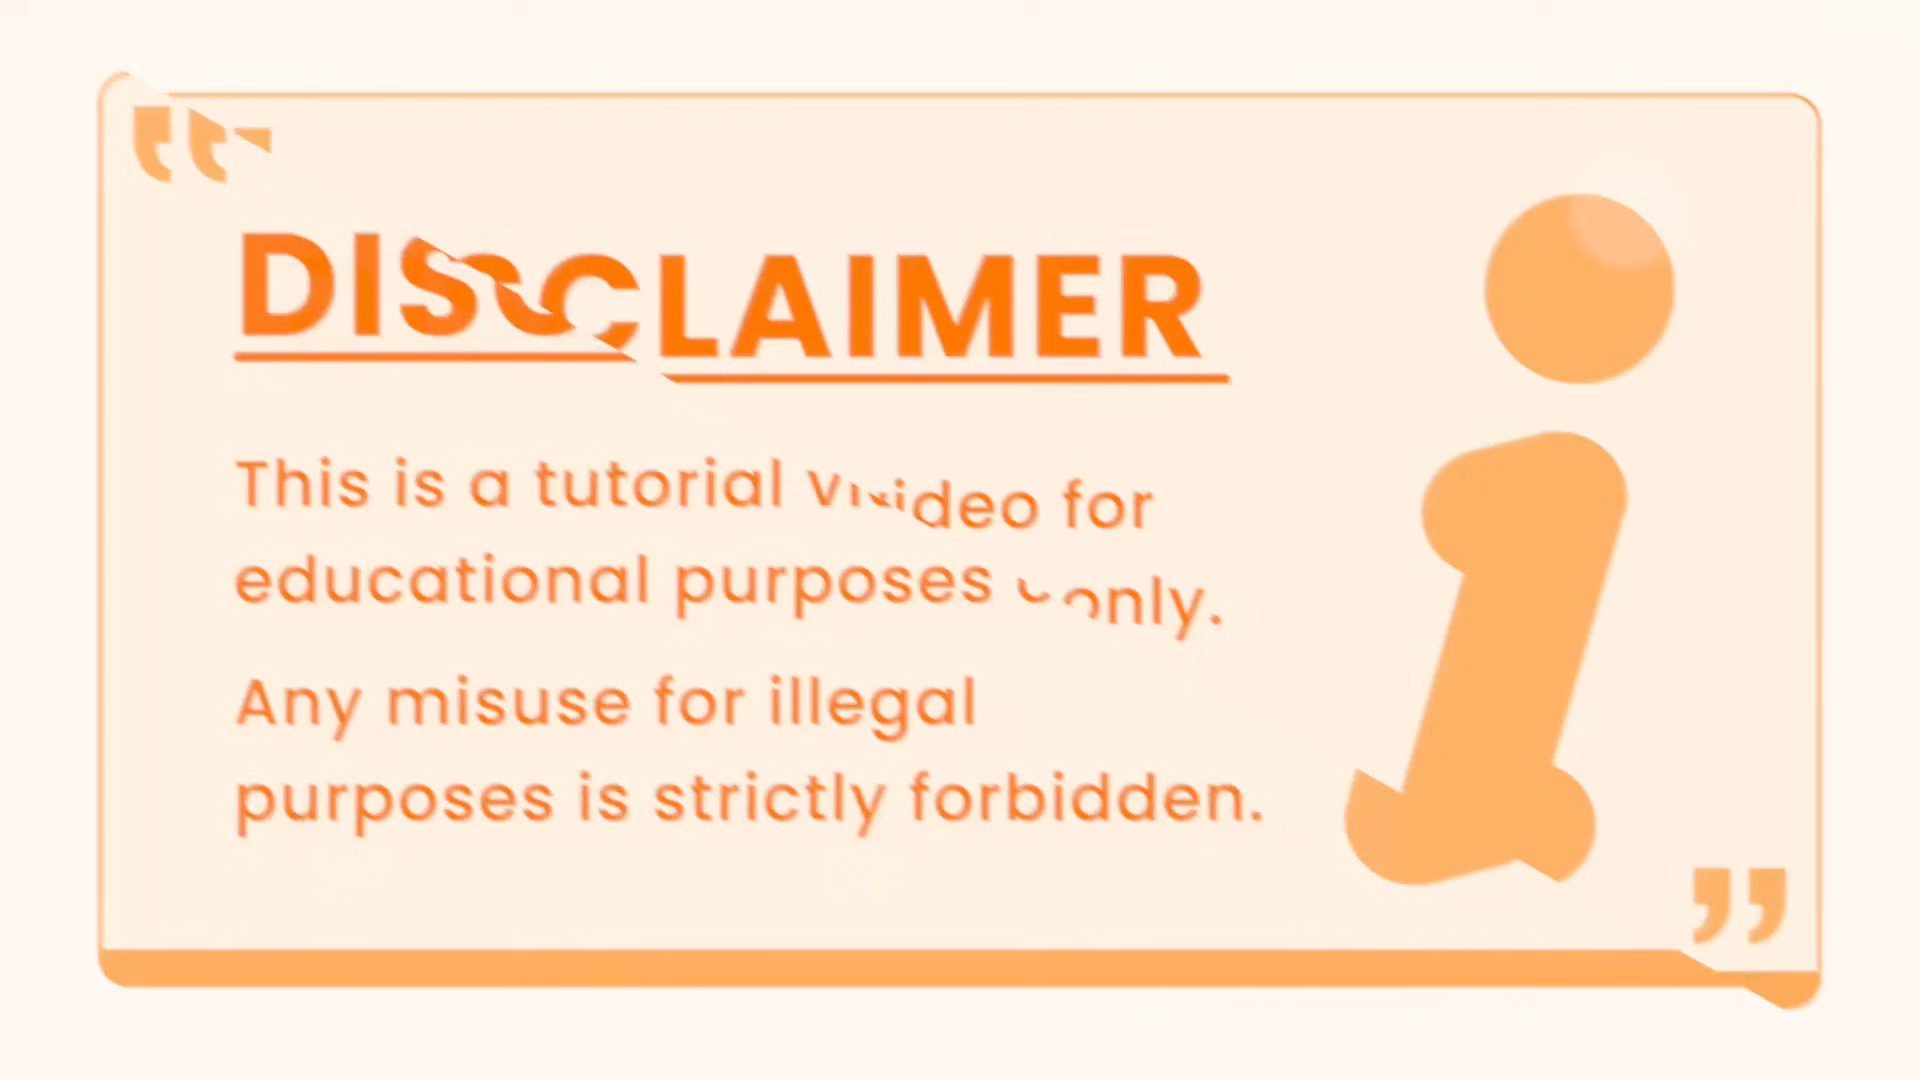 DISCLAIMER
This is a tutorial video for
educational purposes only.
Any misuse for illegal
purposes is strictly forbidden.